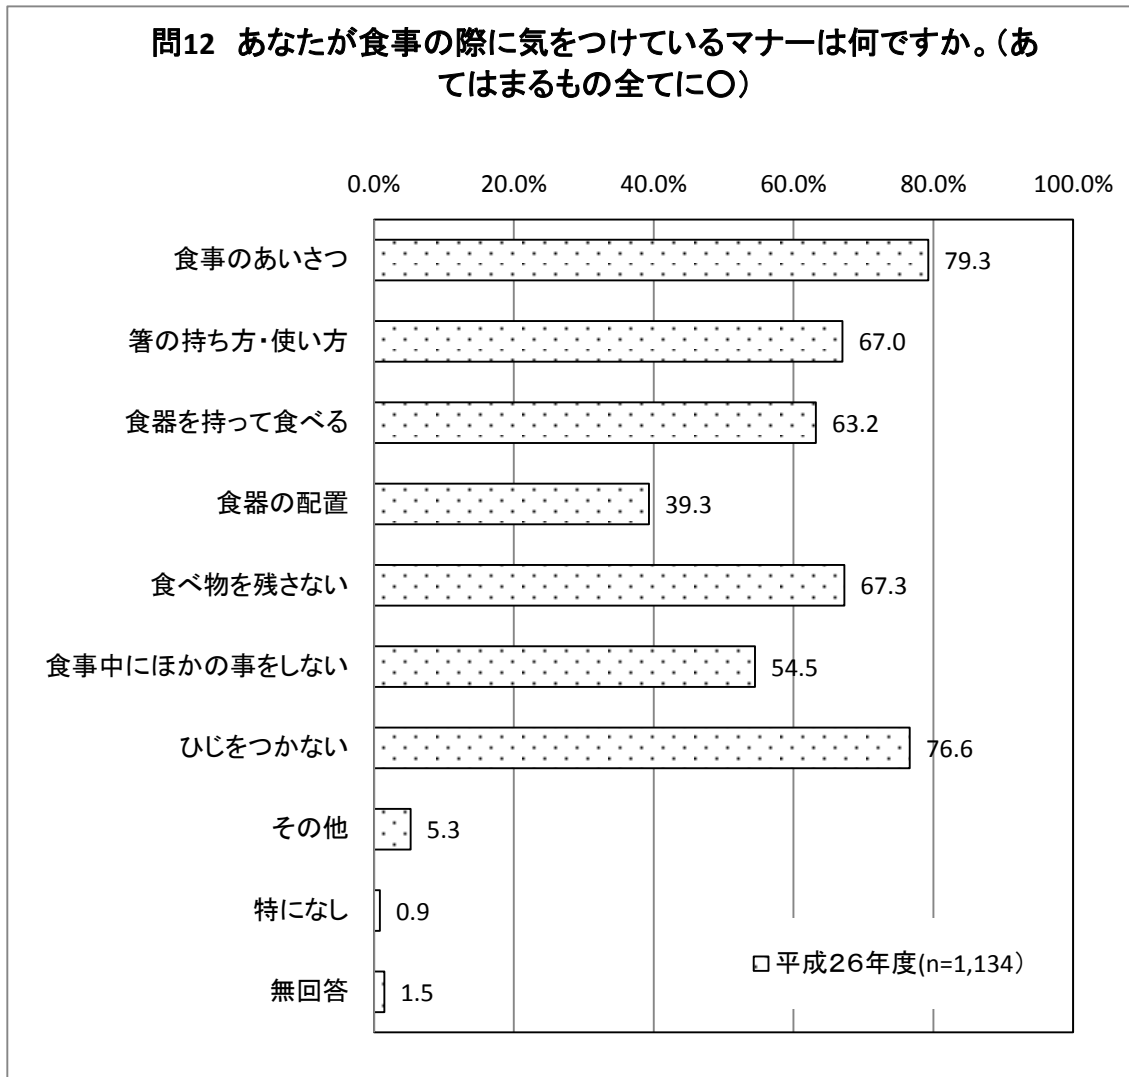 問12 あなたが食事の際に気をつけているマナーは何ですか。（あ
てはまるもの全てに〇）
0.0% 20.0% 40.0% 60.0% 80.0% 100.0%
食事のあいさつ 79.3
箸の持ち方・使い方 67.0
食器を持って食べる 63.2
食器の配置 39.3
食べ物を残さない 67.3
食事中にほかの事をしない 54.5
ひじをつかない 76.6
その他 5.3
特になし 0.9
無回答 1.5
平成２６年度(n=1,134）